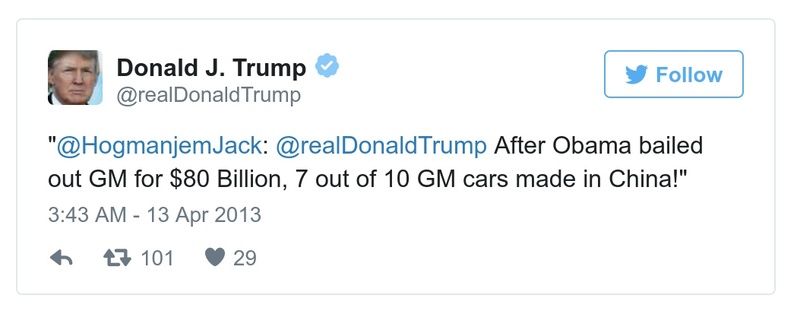 Donald J. Trump
@realDonaldTrump
Follow
"@HogmanjemJack: @realDonaldTrump After Obama bailed
out GM for $80 Billion, 7 out of 10 GM cars made in China!"
3:43 AM - 13 Apr 2013
101 29